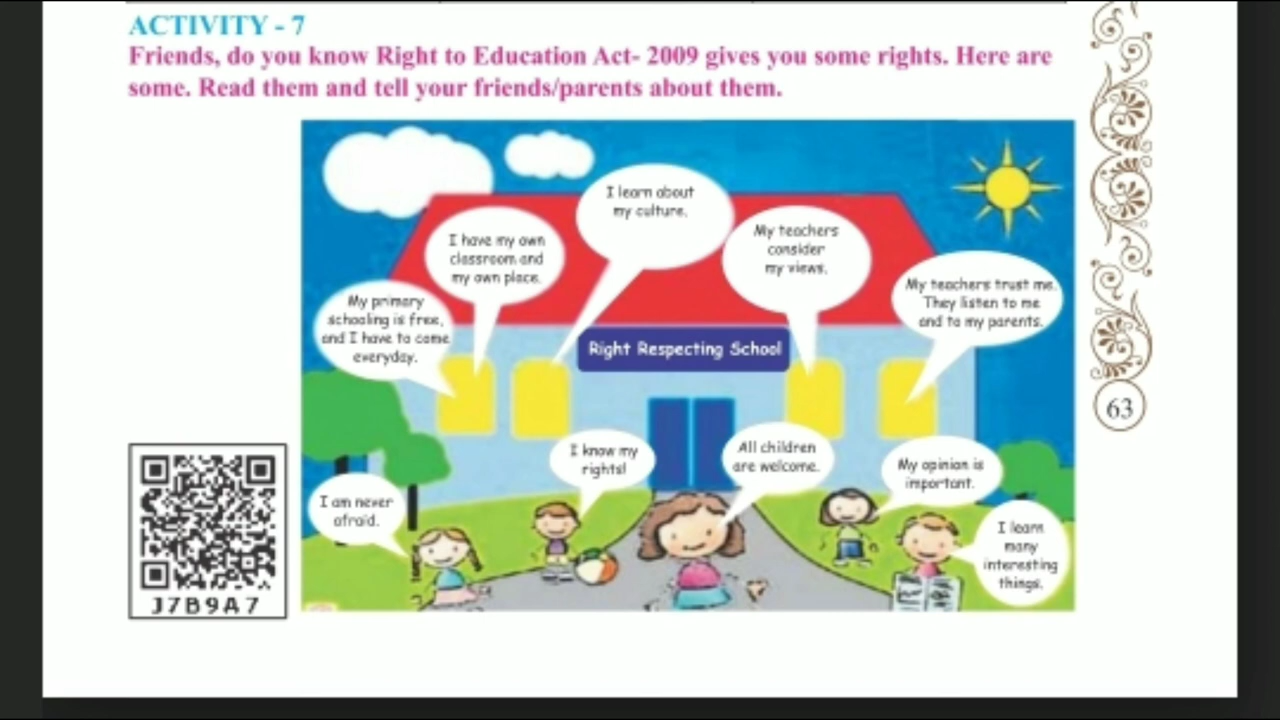 ACTIVITY - 7
Friends, do you know Right to Education Act- 2009 gives you some rights. Here are
some. Read them and tell your friends/parents about them.
I learn about
my culture.
I have my own
classroom and
my own place.
My teachers
consider
my views.
My teachers trust me.
They listen to me
and to my parents.
My primary
schooling is free,
and I have to come
everyday.
Right Respecting School
63
I know my
rights!
All children
are welcome.
My opinion is
important.
I am never
afraid.
I learn
many
interesting
things.
J7B9A7